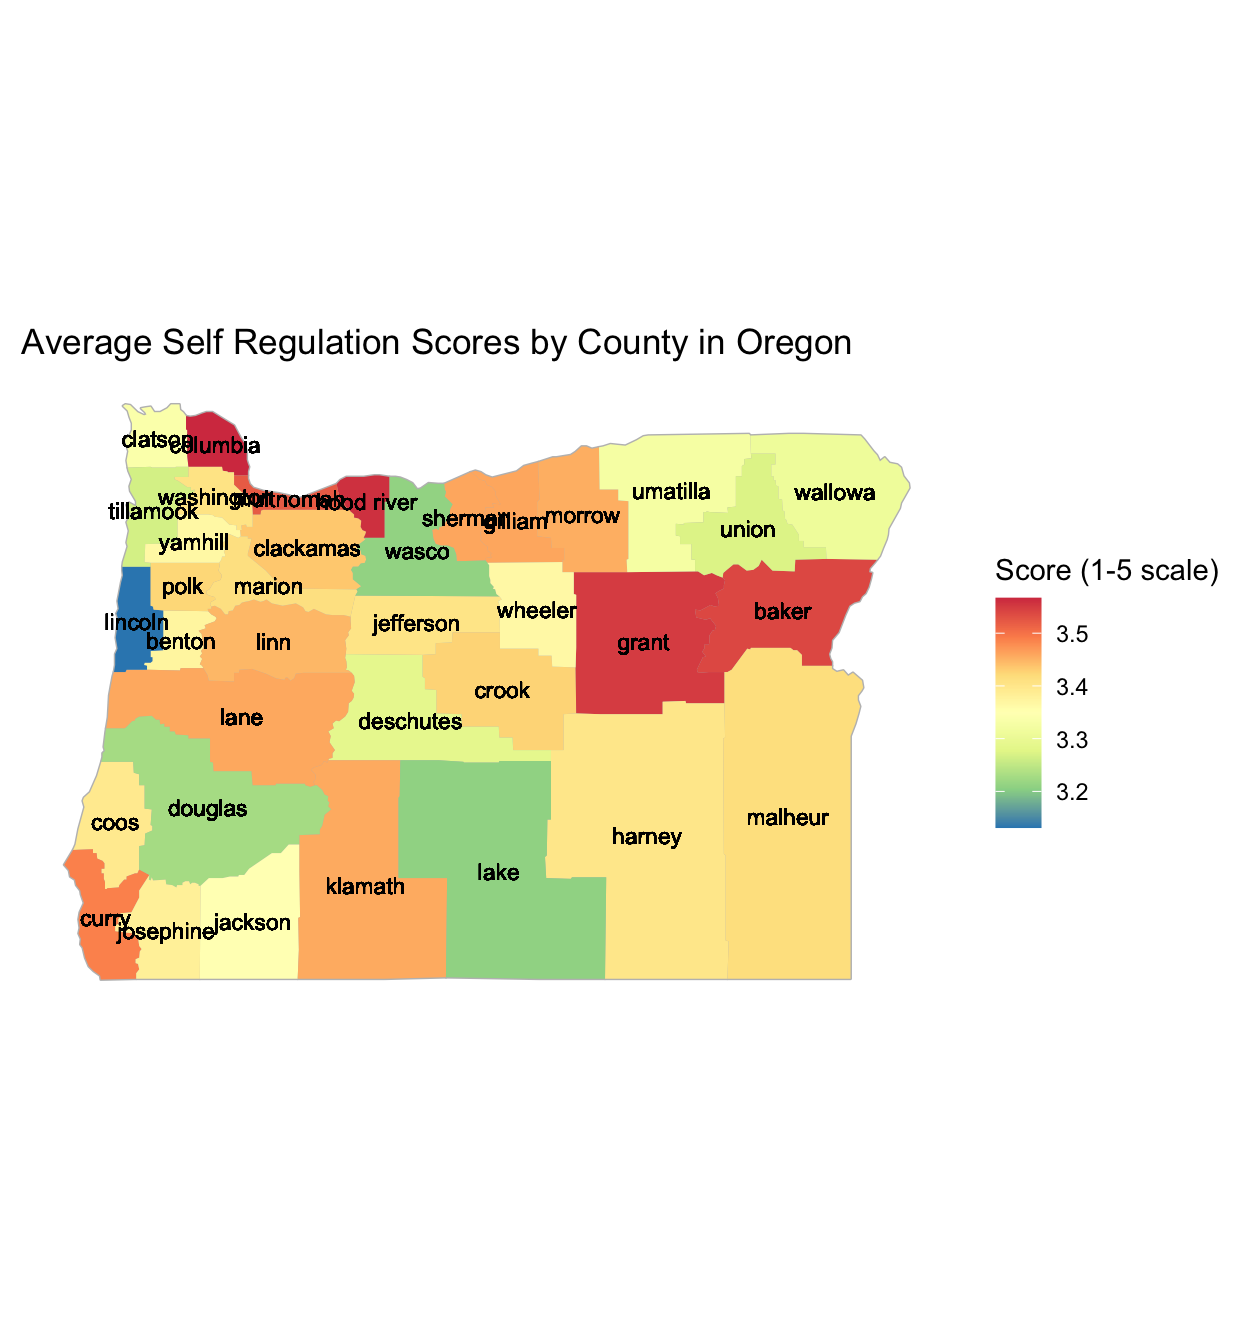 Average Self Regulation Scores by County in Oregon
clatsop
columbia
washington
multnomah
hood river
tillamook
yamhill
clackamas
wasco
sherman
gilliam
morrow
umatilla
wallowa
union
polk
marion
lincoln
benton
linn
jefferson
wheeler
grant
baker
crook
lane
deschutes
coos
douglas
curry
josephine
jackson
klamath
lake
harney
malheur
Score (1-5 scale)
3.5
3.4
3.3
3.2